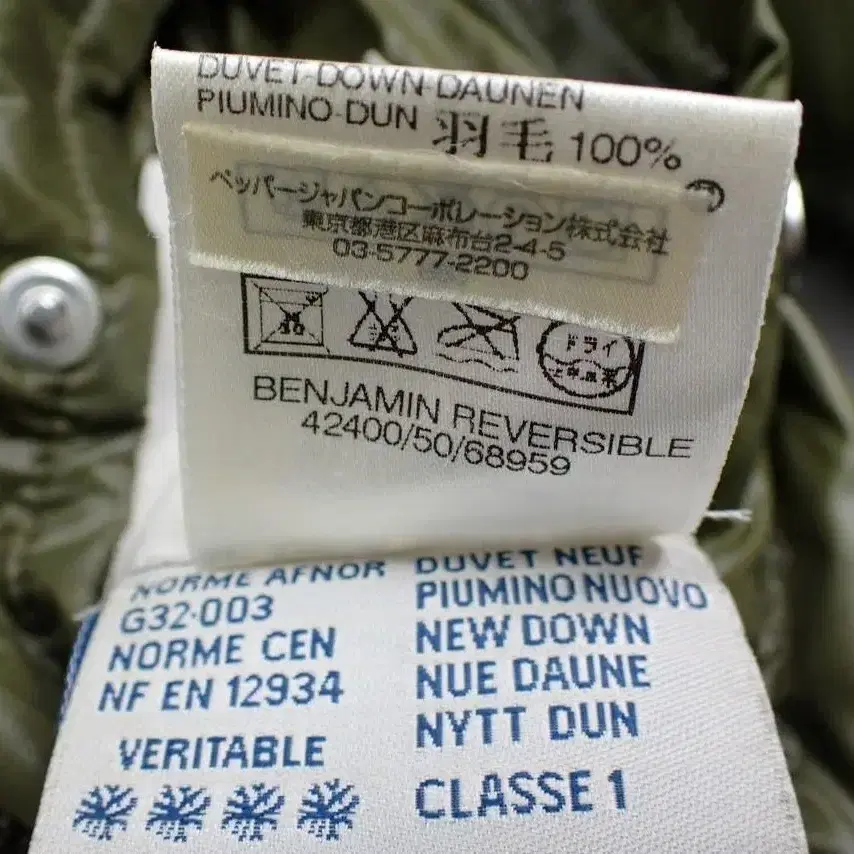 DUVET-DOWN-DAUNEN
PIUMINO-DUN 羽毛 100%
ペッパージャパンコーポレーション株式会社
東京都港区麻布台2-4-5
03-5777-2200
ドライ
BENJAMIN REVERSIBLE
42400/50/68959
NORME AFNOR
G32-003
NORME CEN
NF EN 12934
VERITABLE
DUVET NEUF
PIUMINO NUOVO
NEW DOWN
NUE DAUNE
NYTT DUN
CLASSE 1